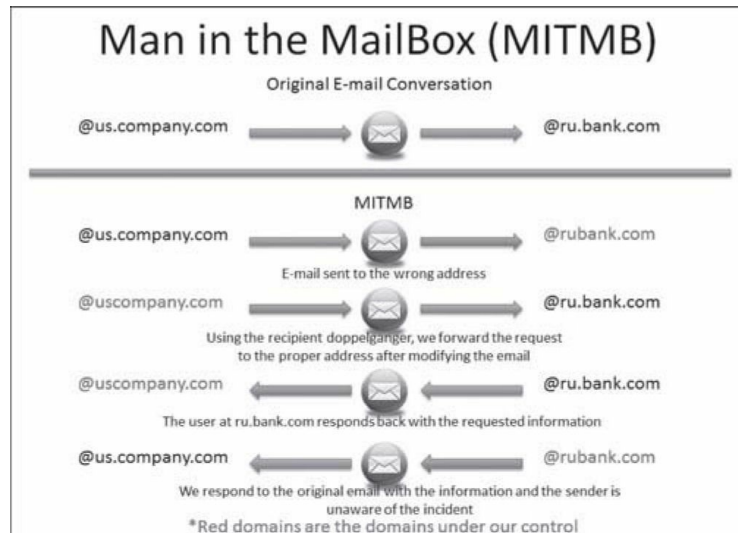 Man in the MailBox (MITMB)
Original E-mail Conversation
@us.company.com @ru.bank.com
MITMB
@us.company.com @rubank.com
E-mail sent to the wrong address
@uscompany.com @ru.bank.com
Using the recipient doppelganger, we forward the request
to the proper address after modifying the email
@uscompany.com @ru.bank.com
The user at ru.bank.com responds back with the requested information
@us.company.com @rubank.com
We respond to the original email with the information and the sender is
unaware of the incident
*Red domains are the domains under our control